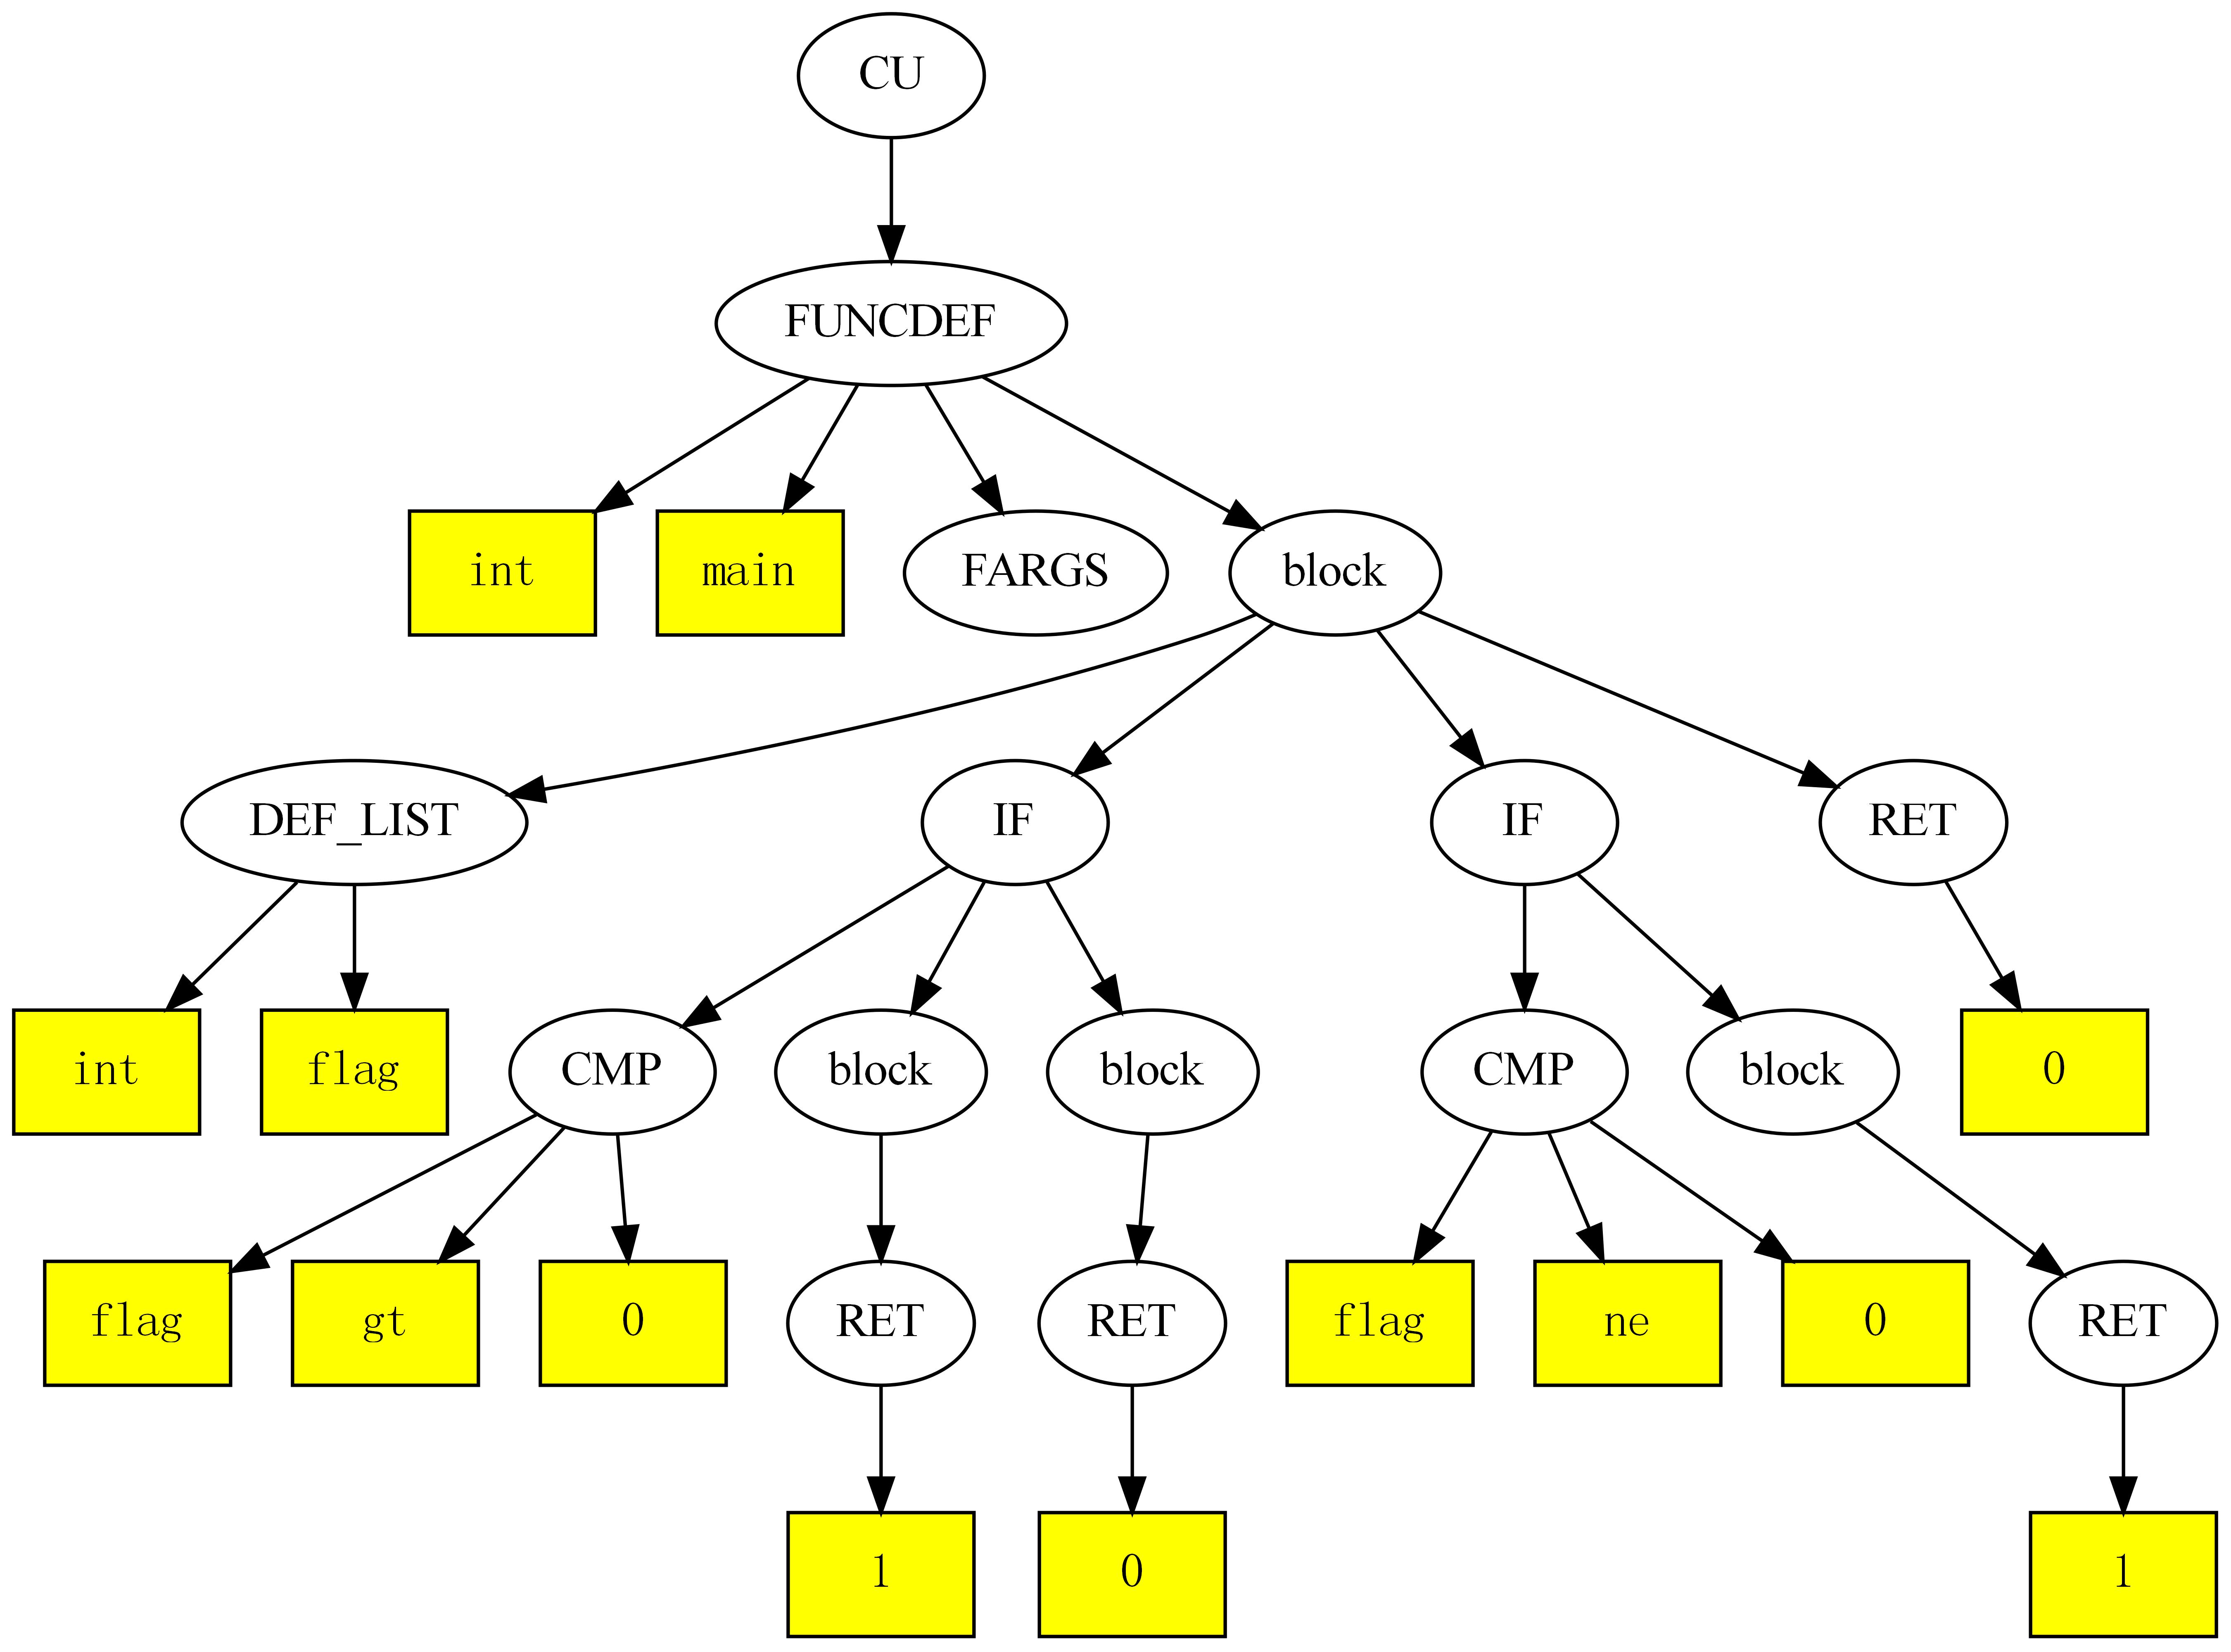 CU
FUNCDEF
int main FARGS block
DEF_LIST IF IF RET
int flag CMP block block CMP block 0
flag gt 0 RET RET flag ne 0 RET
1 0 1